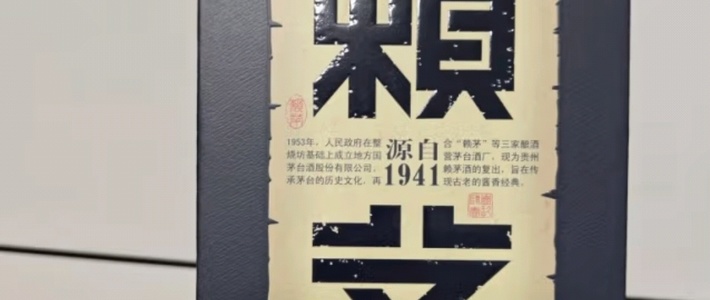 賴
1953年,人民政府在整合“赖茅”等三家酿酒
烧坊基础上成立地方国营茅台酒厂,现为贵州
茅台酒股份有限公司,赖茅酒的复出,旨在传
承茅台的历史文化,再现古老的酱香经典。
源自
1941